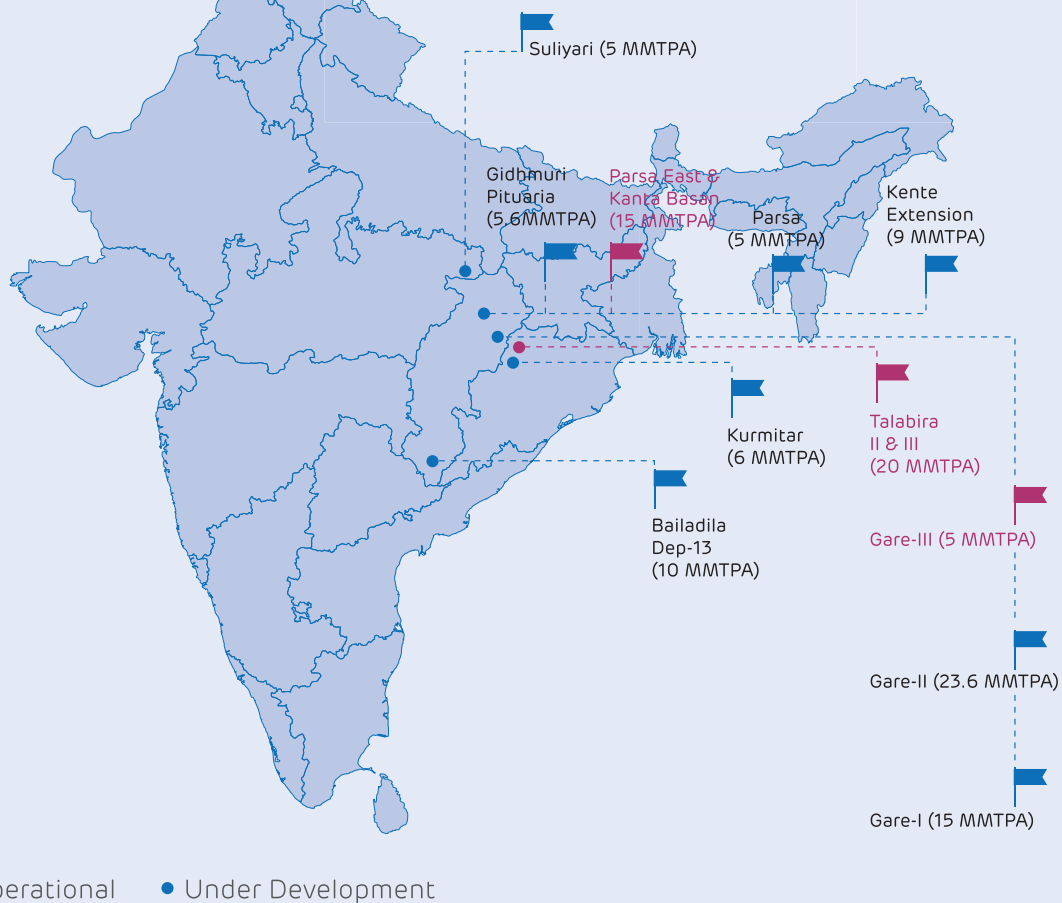 Suliyari (5 MMTPA)
Gidhmuri
Pituaria
(5.6MMTPA)
Parsa East &
Kanta Basan
(15 MMTPA)
Parsa
(5 MMTPA)
Kente
Extension
(9 MMTPA)
Kurmitar
(6 MMTPA)
Talabira
II & III
(20 MMTPA)
Bailadila
Dep-13
(10 MMTPA)
Gare-III (5 MMTPA)
Gare-II (23.6 MMTPA)
Gare-I (15 MMTPA)
perational
Under Development